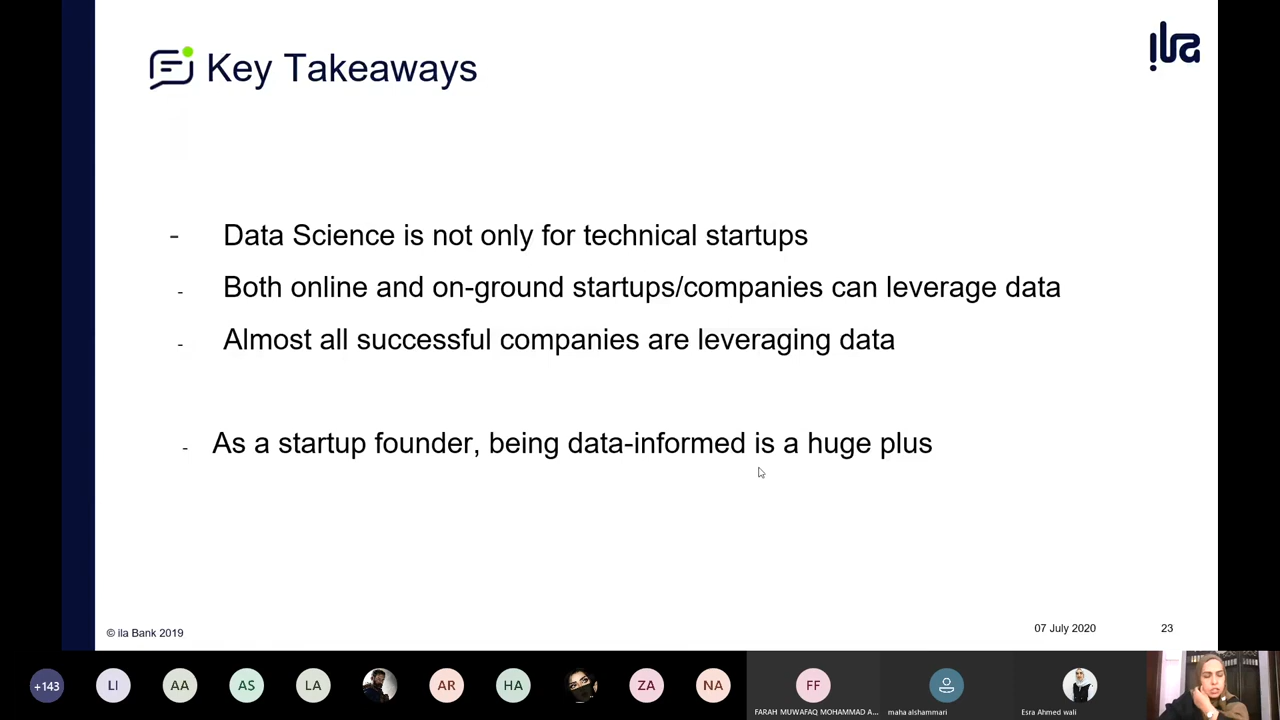 Key Takeaways
ila
- Data Science is not only for technical startups
- Both online and on-ground startups/companies can leverage data
- Almost all successful companies are leveraging data
- As a startup founder, being data-informed is a huge plus
© ila Bank 2019
07 July 2020
23
+143
LI
AA
AS
LA
AR
HA
ZA
NA
FF
FARAH MUWAFAQ MOHAMMAD A...
maha alshammari
Esra Ahmed wali